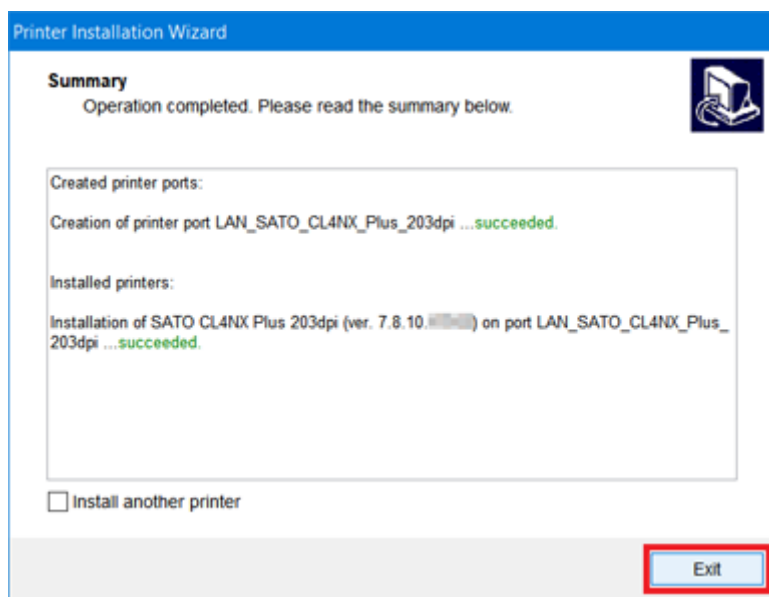 Printer Installation Wizard
Summary
Operation completed. Please read the summary below.
Created printer ports:
Creation of printer port LAN_SATO_CL4NX_Plus_203dpi ...succeeded.
Installed printers:
Installation of SATO CL4NX Plus 203dpi (ver. 7.8.10. ) on port LAN_SATO_CL4NX_Plus_
203dpi ...succeeded.
Install another printer
Exit